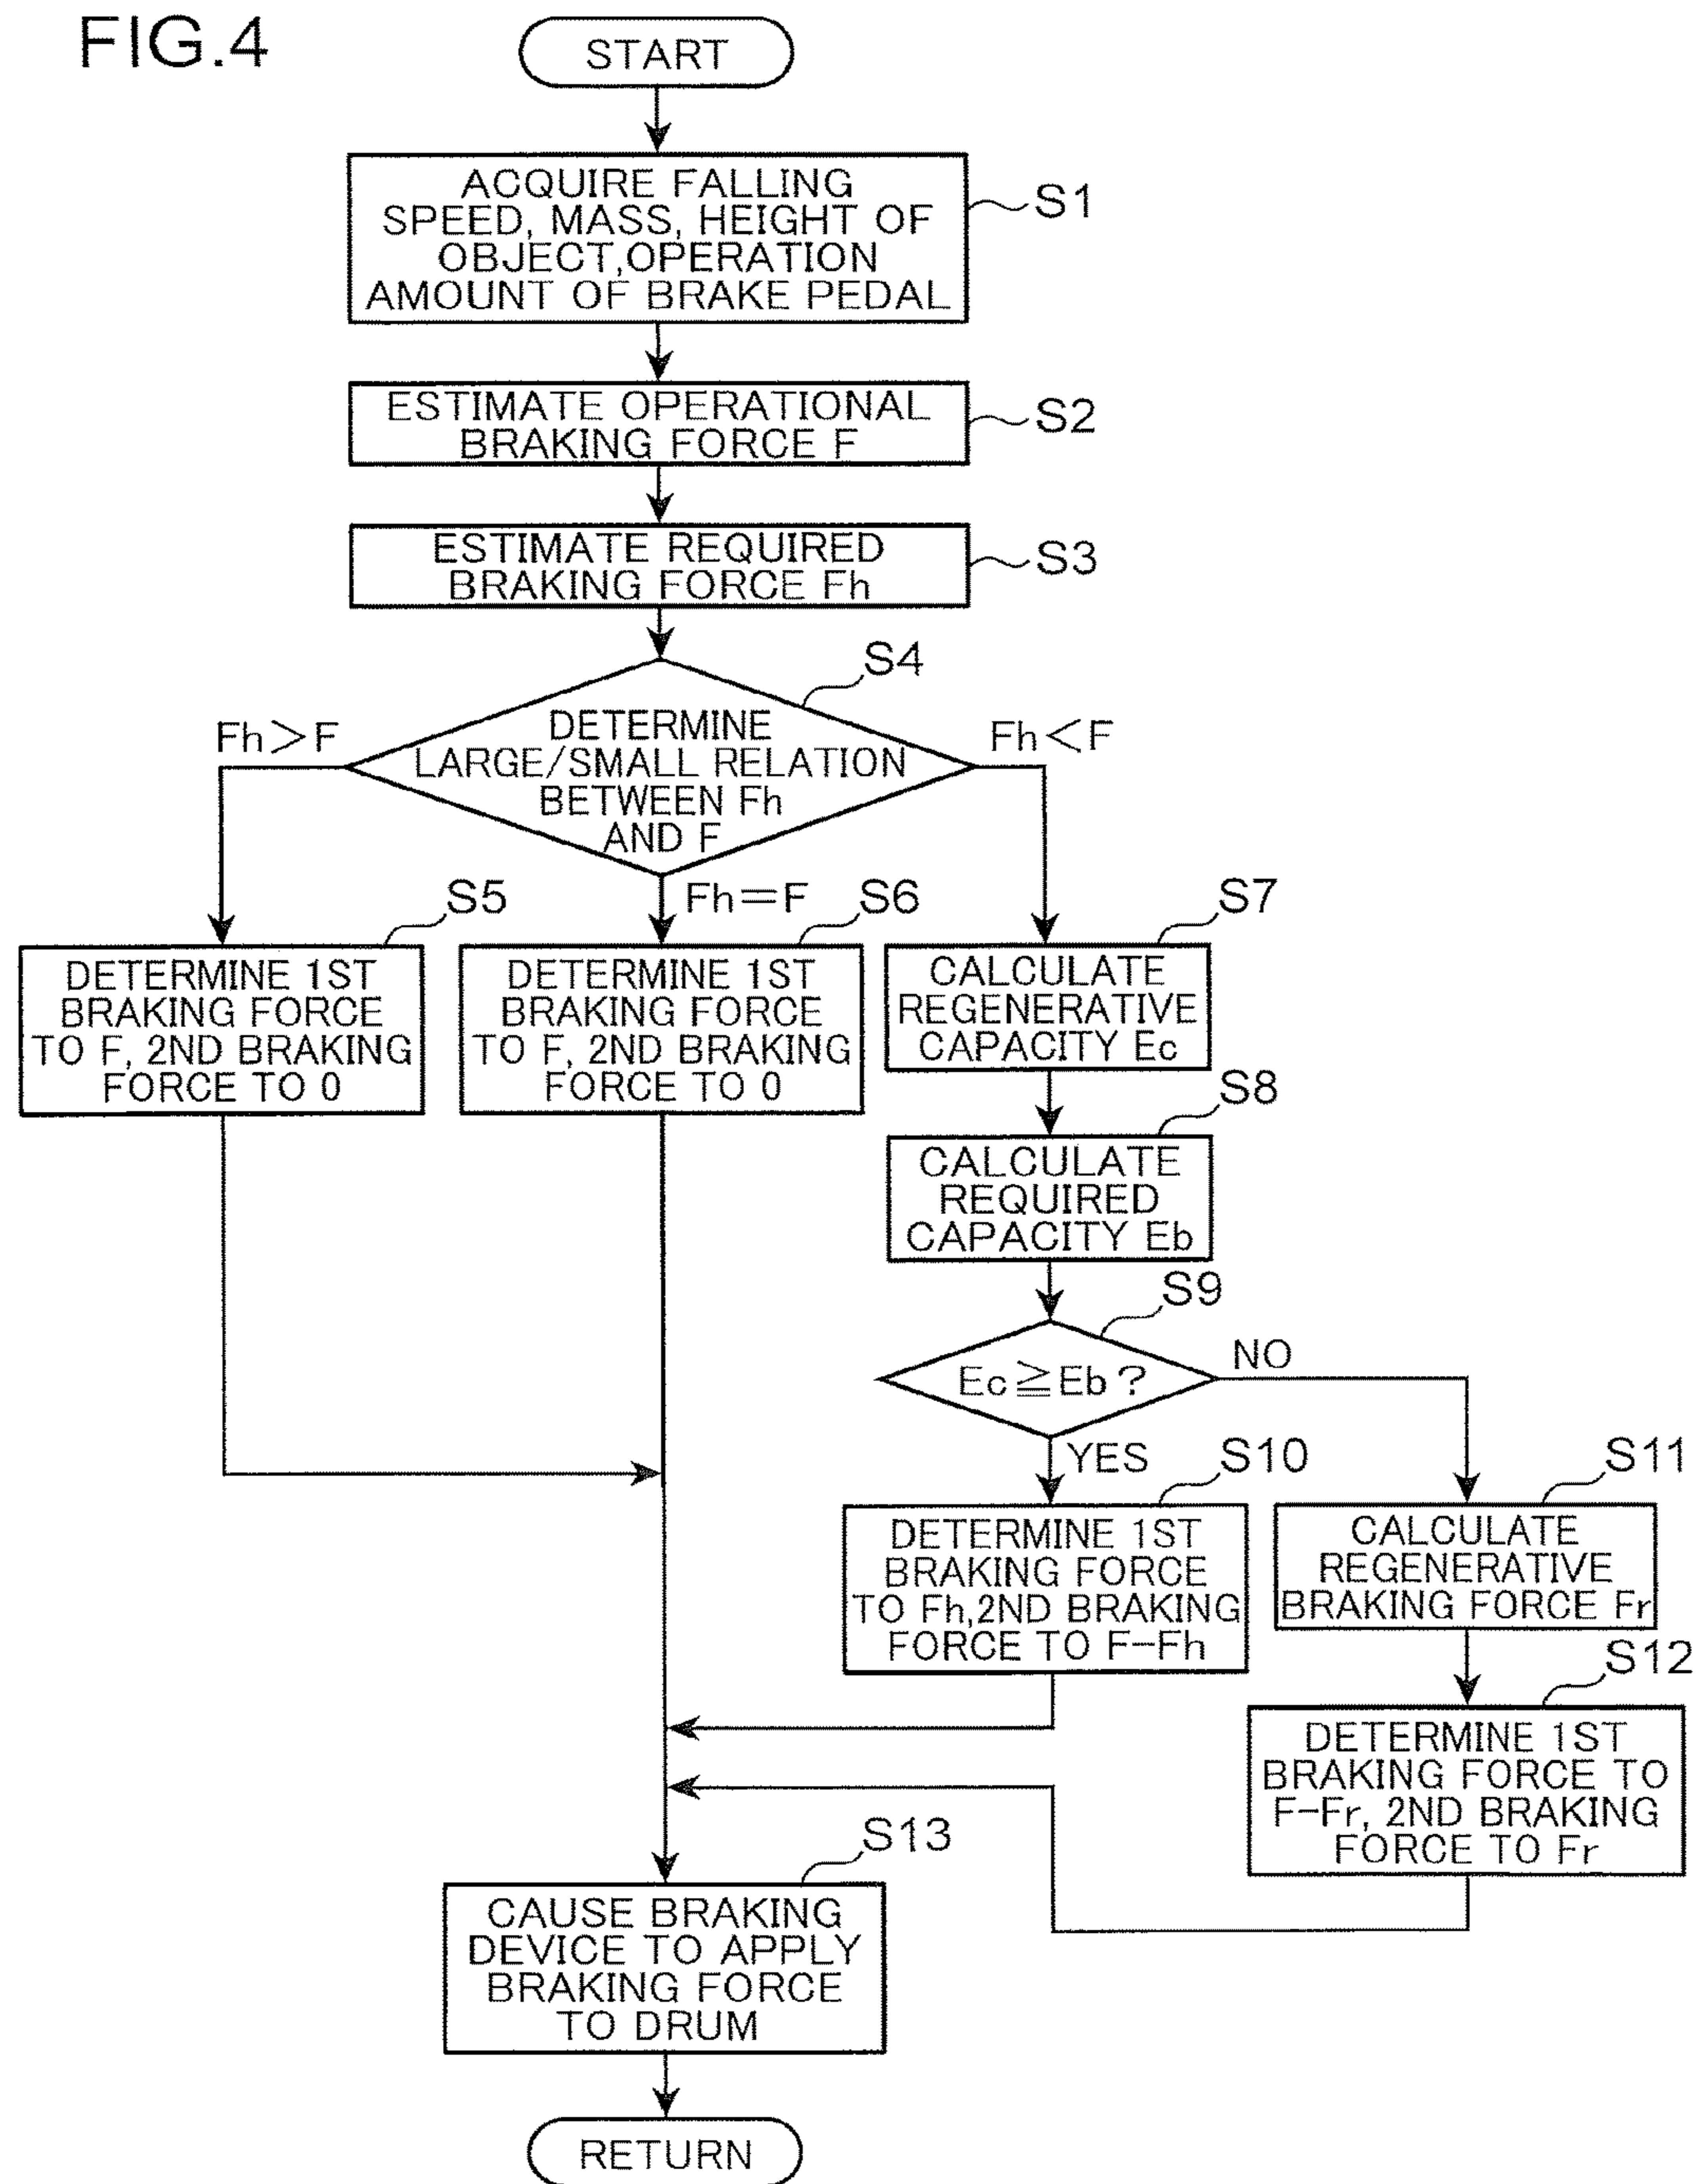 FIG.4
START
ACQUIRE FALLING
SPEED, MASS, HEIGHT OF
OBJECT,OPERATION
AMOUNT OF BRAKE PEDAL
S1
ESTIMATE OPERATIONAL
BRAKING FORCE F
S2
ESTIMATE REQUIRED
BRAKING FORCE Fh
S3
S4
DETERMINE
LARGE/SMALL RELATION
BETWEEN Fh
AND F
Fh>F
Fh<F
Fh=F
S5
DETERMINE 1ST
BRAKING FORCE
TO F, 2ND BRAKING
FORCE TO 0
S6
DETERMINE 1ST
BRAKING FORCE
TO F, 2ND BRAKING
FORCE TO 0
S7
CALCULATE
REGENERATIVE
CAPACITY Ec
S8
CALCULATE
REQUIRED
CAPACITY Eb
S9
Ec≧Eb?
NO
YES
S10
DETERMINE 1ST
BRAKING FORCE
TO Fh,2ND BRAKING
FORCE TO F-Fh
S11
CALCULATE
REGENERATIVE
BRAKING FORCE Fr
S12
DETERMINE 1ST
BRAKING FORCE TO
F-Fr, 2ND BRAKING
FORCE TO Fr
S13
CAUSE BRAKING
DEVICE TO APPLY
BRAKING FORCE
TO DRUM
RETURN